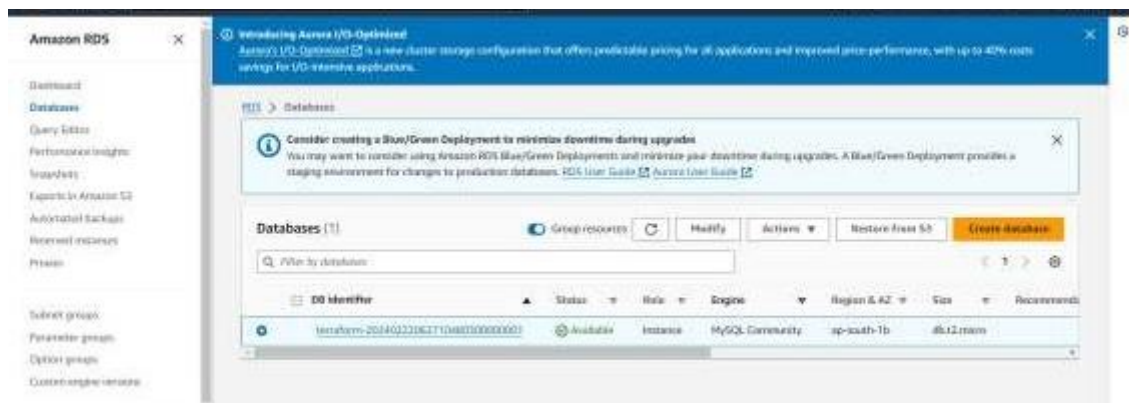 Amazon RDS
Introducing Aurora I/O-Optimized
Aurora's I/O-Optimized is a new cluster storage configuration that offers predictable pricing for all applications and improved price-performance, with up to 40% costs
savings for I/O-intensive applications.
Dashboard
Databases
Query Editor
Performance insights
Snapshots
Exports in Amazon S3
Automated backups
Reserved instances
Proxies
Subnet groups
Parameter groups
Option groups
Custom engine versions
RDS > Databases
Consider creating a Blue/Green Deployment to minimize downtime during upgrades
You may want to consider using Amazon RDS Blue/Green Deployments and minimize your downtime during upgrades. A Blue/Green Deployment provides a
staging environment for changes to production databases. RDS User Guide Aurora User Guide
Databases (1)
Group resources
Modify
Actions
Restore from S3
Create database
Filter by databases
1
DB identifier Status Role Engine Region & AZ Size Recommenda
Available Instance MySQL Community ap-south-1b db.t2.micro